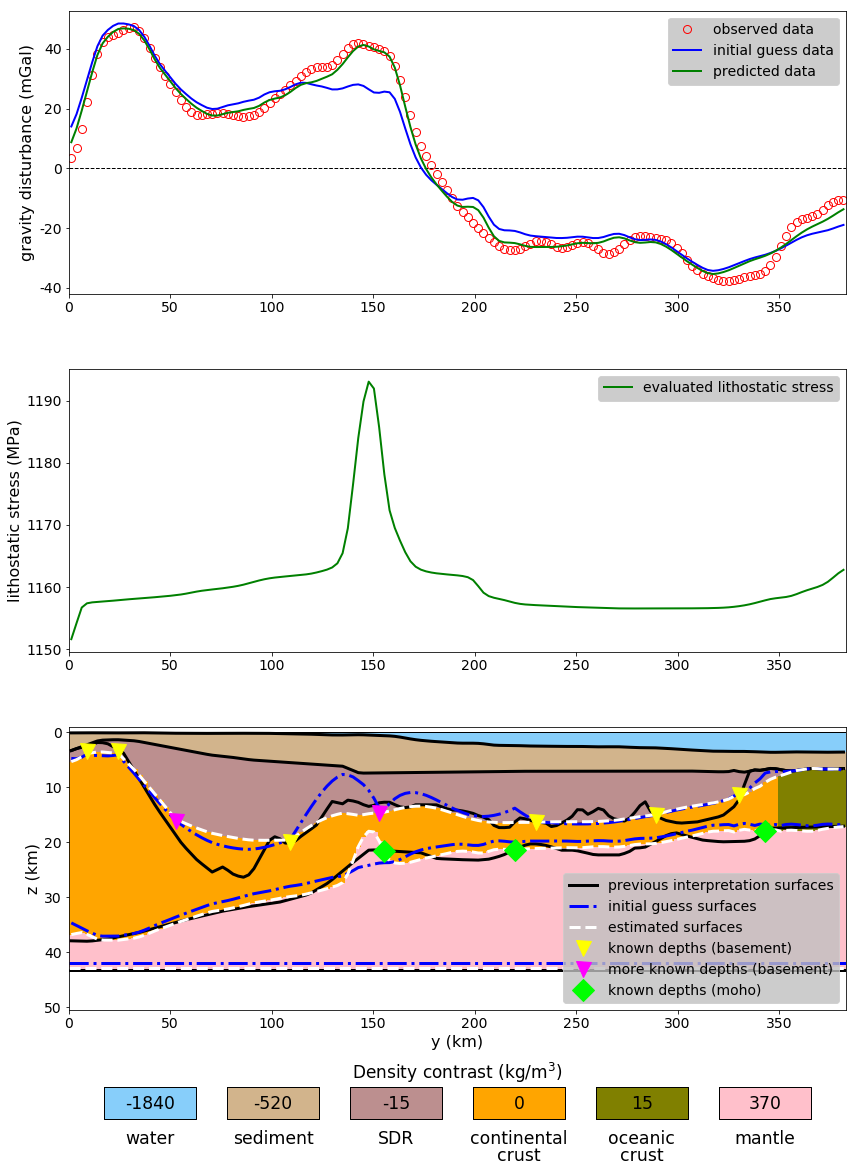 gravity disturbance (mGal)
40
20
0
-20
-40
observed data
initial guess data
predicted data
0 50 100 150 200 250 300 350
lithostatic stress (MPa)
1190
1180
1170
1160
1150
evaluated lithostatic stress
0 50 100 150 200 250 300 350
z (km)
0
10
20
30
40
50
previous interpretation surfaces
initial guess surfaces
estimated surfaces
known depths (basement)
more known depths (basement)
known depths (moho)
0 50 100 150 200 250 300 350
y (km)
Density contrast (kg/m³)
-1840 -520 -15 0 15 370
water sediment SDR continental oceanic mantle
crust crust